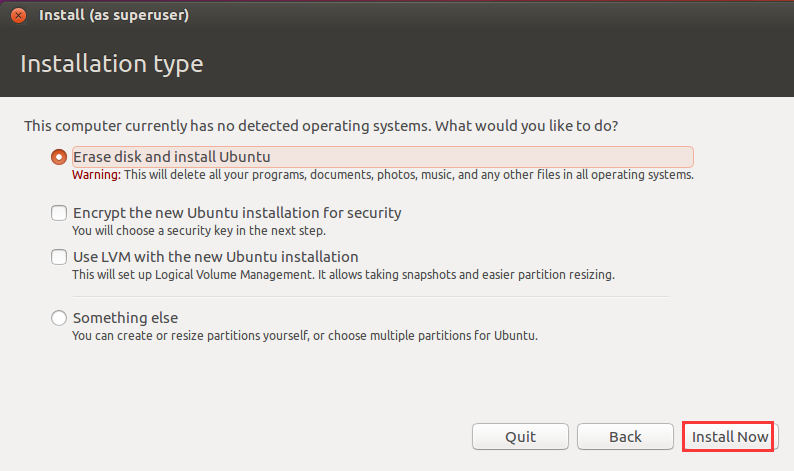 Install (as superuser)
Installation type
This computer currently has no detected operating systems. What would you like to do?
Erase disk and install Ubuntu
Warning: This will delete all your programs, documents, photos, music, and any other files in all operating systems.
Encrypt the new Ubuntu installation for security
You will choose a security key in the next step.
Use LVM with the new Ubuntu installation
This will set up Logical Volume Management. It allows taking snapshots and easier partition resizing.
Something else
You can create or resize partitions yourself, or choose multiple partitions for Ubuntu.
Quit Back Install Now